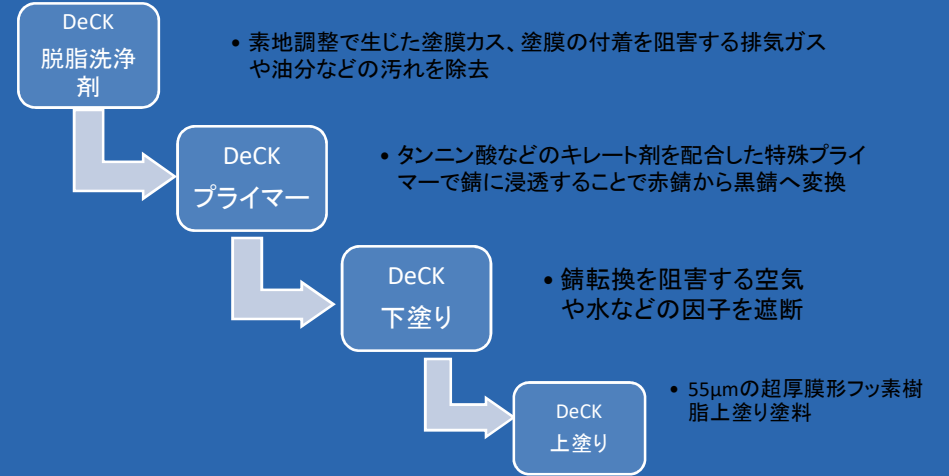 DeCK
脱脂洗浄
剤
• 素地調整で生じた塗膜カス、塗膜の付着を阻害する排気ガス
や油分などの汚れを除去
DeCK
プライマー
• タンニン酸などのキレート剤を配合した特殊プライ
マーで錆に浸透することで赤錆から黒錆へ変換
DeCK
下塗り
• 錆転換を阻害する空気
や水などの因子を遮断
DeCK
上塗り
• 55μmの超厚膜形フッ素樹
脂上塗り塗料